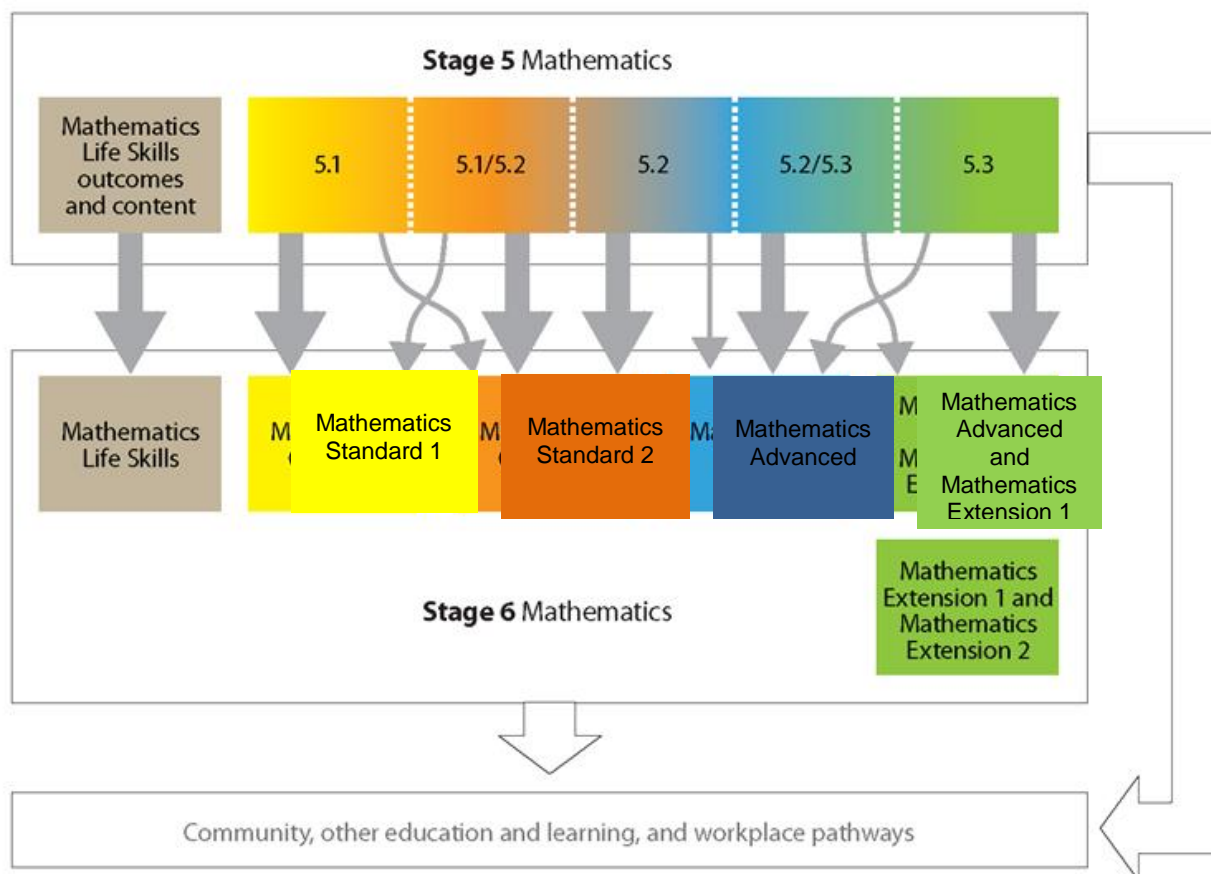 Stage 5 Mathematics
Mathematics
Life Skills
outcomes
and content
5.1
5.1/5.2
5.2
5.2/5.3
5.3
Mathematics
Life Skills
Mathematics
Standard 1
Mathematics
Standard 2
Mathematics
Advanced
Mathematics
Advanced
and
Mathematics
Extension 1
Mathematics
Extension 1 and
Mathematics
Extension 2
Stage 6 Mathematics
Community, other education and learning, and workplace pathways